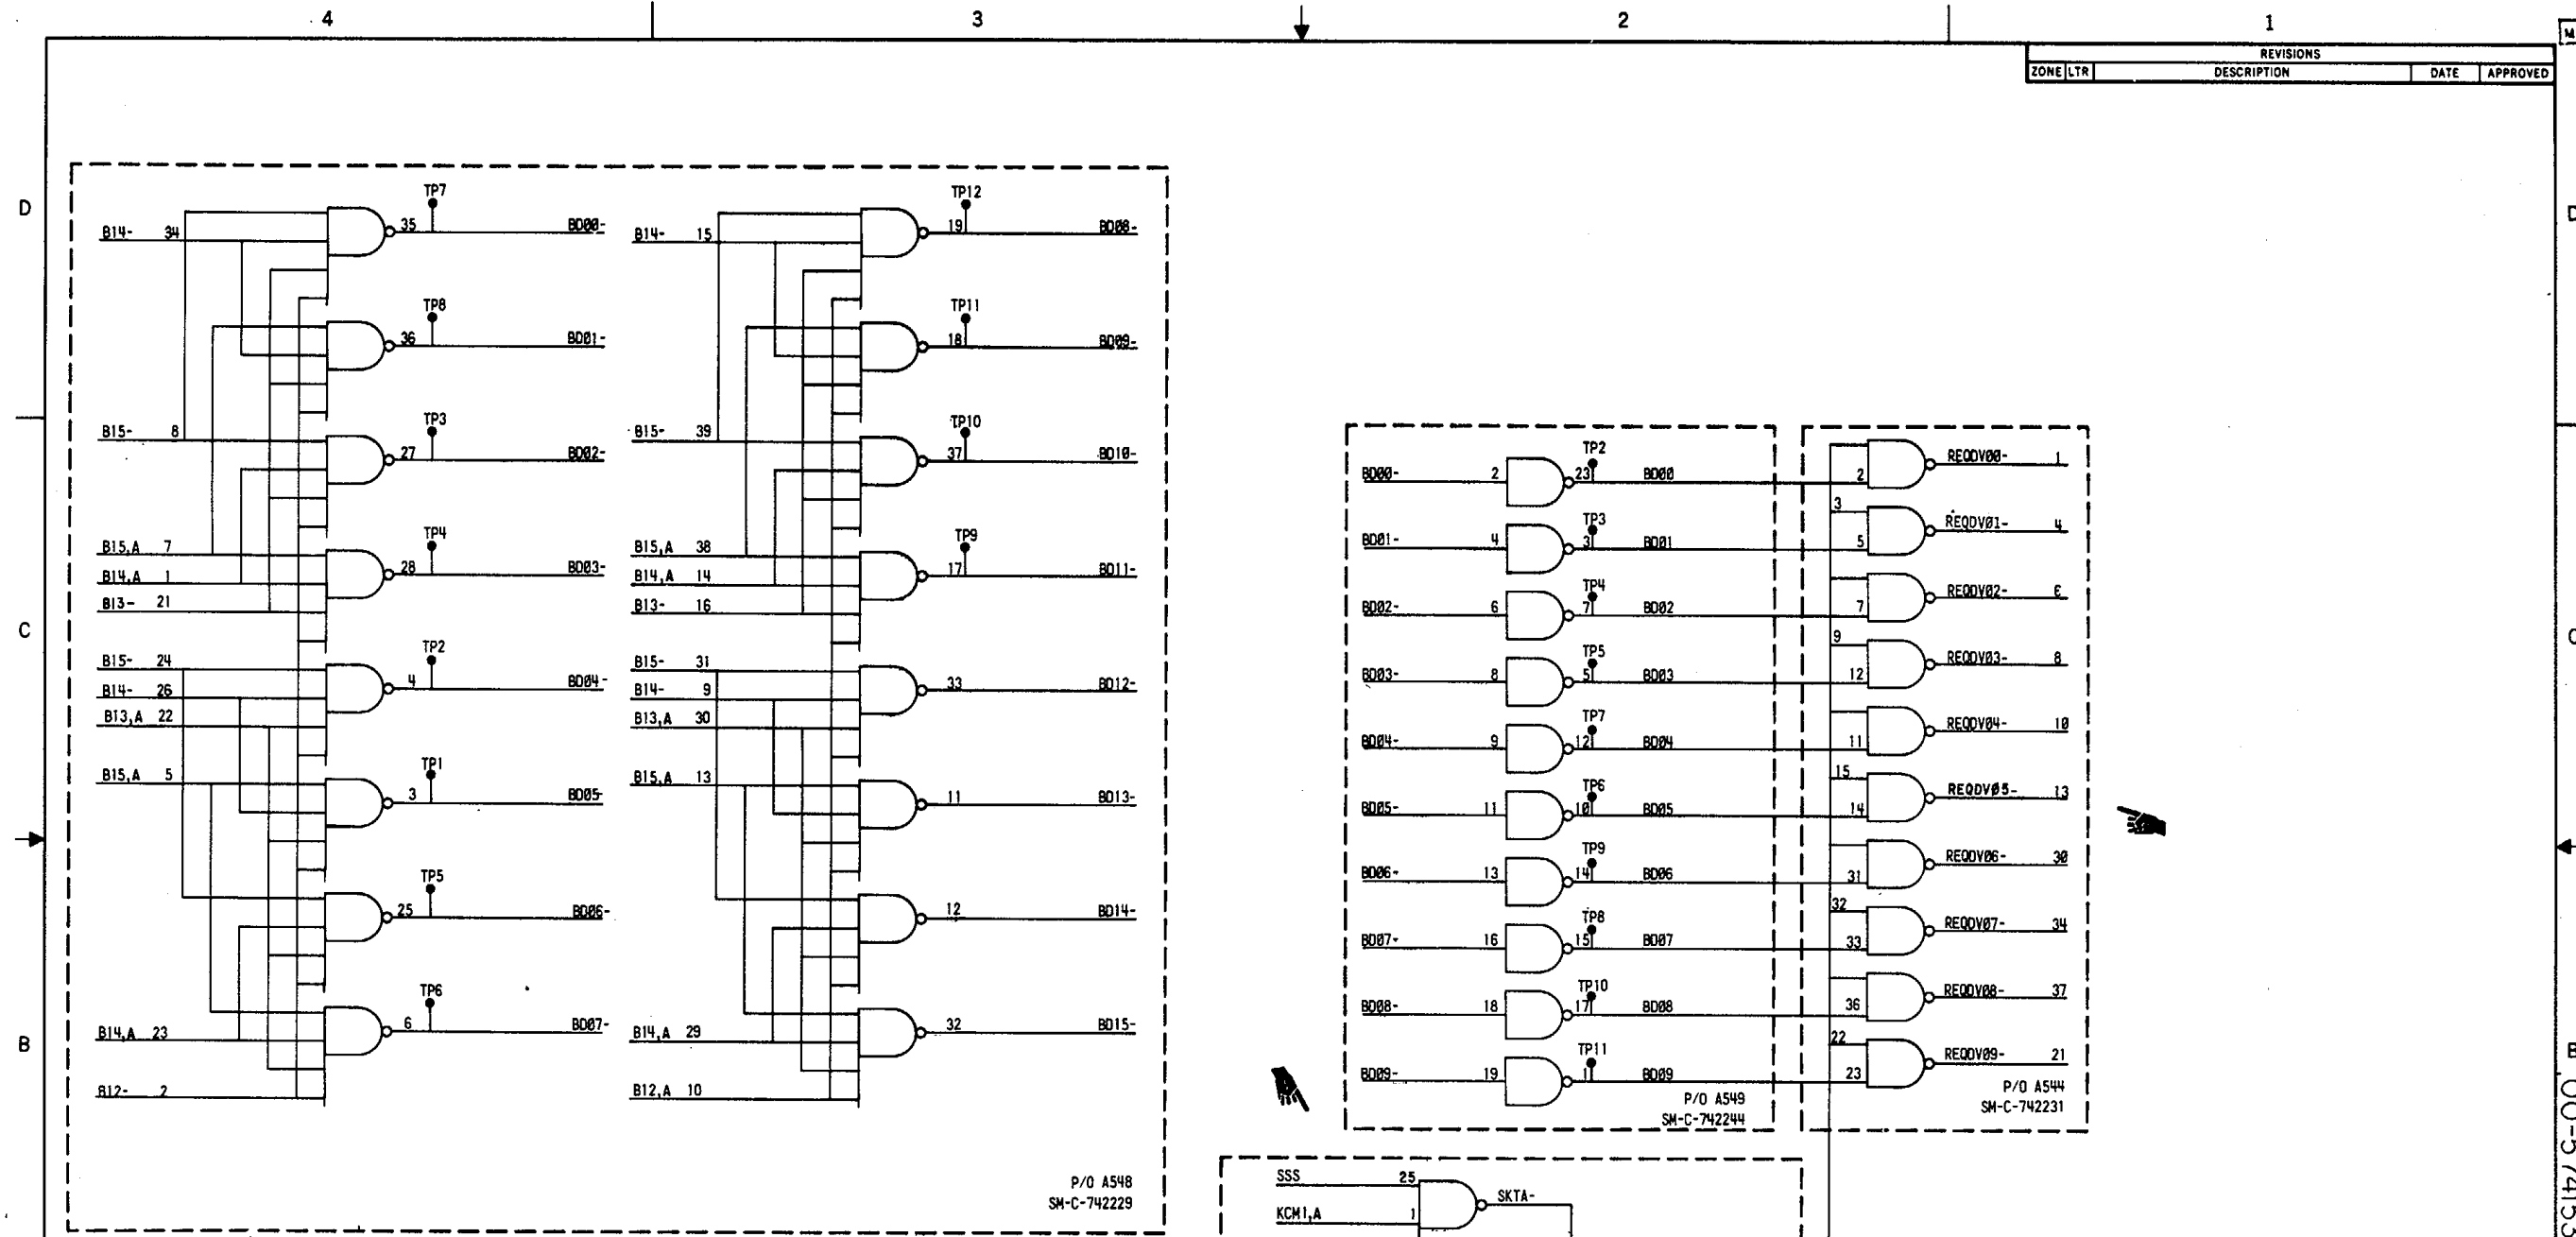 4 3 2 1
REVISIONS
ZONE LTR DESCRIPTION DATE APPROVED
D
C
B
TP7
B14- 34 35 BD00-
TP8
36 BD01-
TP3
B15- 8 27 BD02-
TP4
B15,A 7
B14,A 1 28 BD03-
B13- 21
TP2
B15- 24
B14- 26 4 BD04-
B13,A 22
TP1
B15,A 5 3 BD05-
TP5
25 BD06-
TP6
B14,A 23 6 BD07-
B12- 2
TP12
B14- 15 19 BD08-
TP11
18 BD09-
TP10
B15- 39 37 BD10-
TP9
B15,A 38
B14,A 14 17 BD11-
B13- 16
B15- 31
B14- 9 33 BD12-
B13,A 30
B15,A 13 11 BD13-
12 BD14-
B14,A 29 32 BD15-
B12,A 10
P/O A548
SM-C-742229
TP2
BD00- 2 23 BD00
TP3
BD01- 4 3 BD01
TP4
BD02- 6 7 BD02
TP5
BD03- 8 5 BD03
TP7
BD04- 9 12 BD04
TP6
BD05- 11 10 BD05
TP9
BD06- 13 14 BD06
TP8
BD07- 16 15 BD07
TP10
BD08- 18 17 BD08
TP11
BD09- 19 1 BD09
P/O A549
SM-C-742244
2 REQDV00- 1
3
5 REQDV01- 4
7 REQDV02- 6
9
12 REQDV03- 8
11 REQDV04- 10
15
14 REQDV05- 13
31 REQDV06- 30
32
33 REQDV07- 34
36 REQDV08- 37
22
23 REQDV09- 21
P/O A544
SM-C-742231
SSS 25
SKTA-
KCM1,A 1